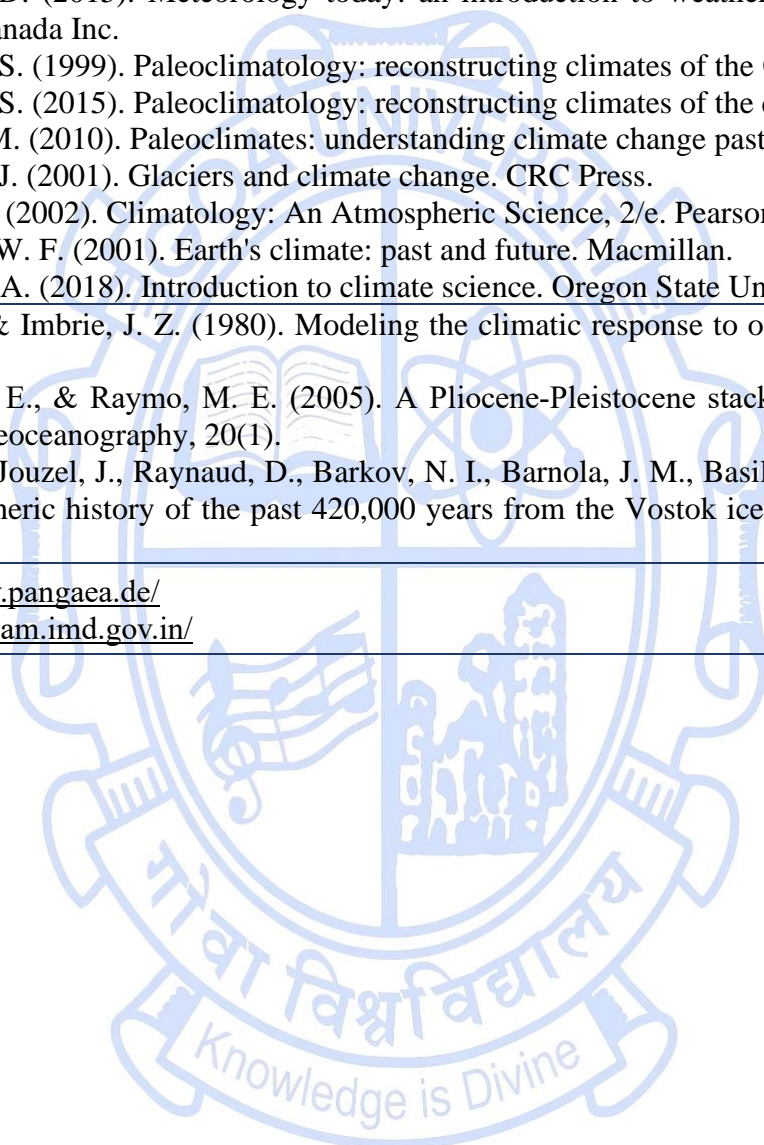 D. (2015). Meteorology today: an introduction to weather
anada Inc.
S. (1999). Paleoclimatology: reconstructing climates of the
S. (2015). Paleoclimatology: reconstructing climates of the
M. (2010). Paleoclimates: understanding climate change past
J. (2001). Glaciers and climate change. CRC Press.
(2002). Climatology: An Atmospheric Science, 2/e. Pearson
W. F. (2001). Earth's climate: past and future. Macmillan.
A. (2018). Introduction to climate science. Oregon State Un
& Imbrie, J. Z. (1980). Modeling the climatic response to o
E., & Raymo, M. E. (2005). A Pliocene-Pleistocene stack
eoceanography, 20(1).
Jouzel, J., Raynaud, D., Barkov, N. I., Barnola, J. M., Basil
heric history of the past 420,000 years from the Vostok ice
.pangaea.de/
am.imd.gov.in/
GOA UNIVERSITY
गोंवा विश्वविद्यालय
Knowledge is Divine